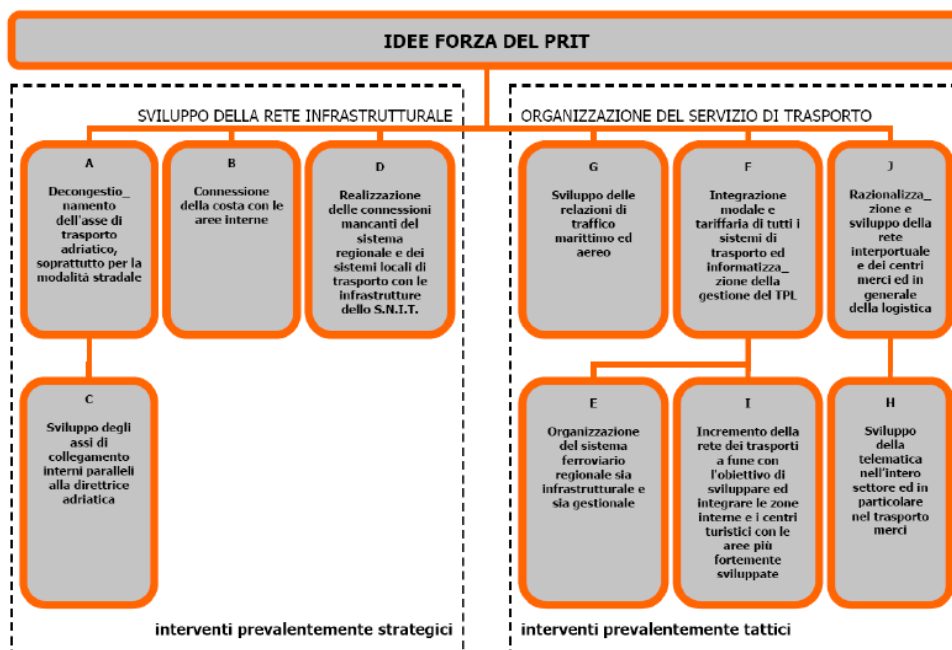 IDEE FORZA DEL PRIT
SVILUPPO DELLA RETE INFRASTRUTTURALE
ORGANIZZAZIONE DEL SERVIZIO DI TRASPORTO
A
Decongestio_
namento
dell'asse di
trasporto
adriatico,
soprattutto per la
modalità stradale
B
Connessione
della costa con le
aree interne
D
Realizzazione
delle connessioni
mancanti del
sistema
regionale e dei
sistemi locali di
trasporto con le
infrastrutture
dello S.N.I.T.
G
Sviluppo delle
relazioni di
traffico
marittimo ed
aereo
F
Integrazione
modale e
tariffaria di tutti i
sistemi di
trasporto ed
informatizza_
zione della
gestione del TPL
J
Razionalizza_
zione e
sviluppo della
rete
interportuale
e dei centri
merci ed in
generale
della logistica
C
Sviluppo degli
assi di
collegamento
interni paralleli
alla direttrice
adriatica
E
Organizzazione
del sistema
ferroviario
regionale sia
infrastrutturale e
sia gestionale
I
Incremento della
rete dei trasporti
a fune con
l'obiettivo di
sviluppare ed
integrare le zone
interne e i centri
turistici con le
aree più
fortemente
sviluppate
H
Sviluppo
della
telematica
nell'intero
settore ed in
particolare
nel trasporto
merci
interventi prevalentemente strategici
interventi prevalentemente tattici